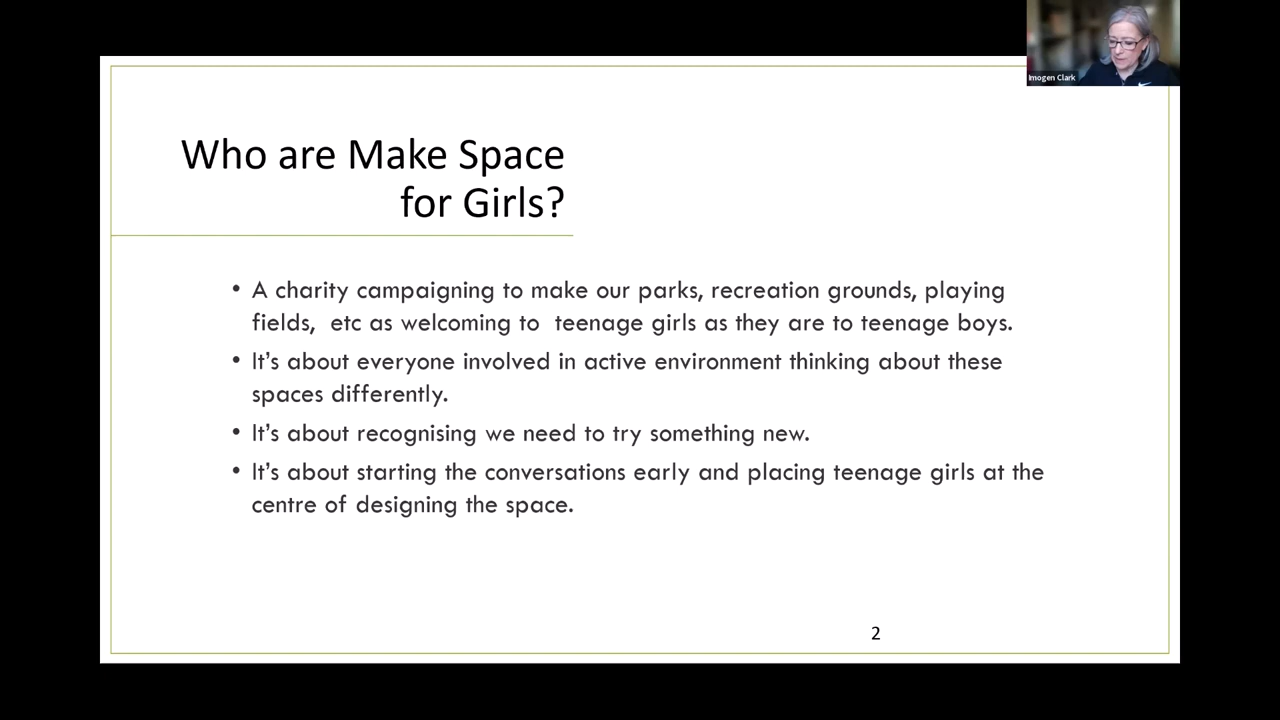 Imogen Clark
Who are Make Space
for Girls?
• A charity campaigning to make our parks, recreation grounds, playing
fields,  etc as welcoming to  teenage girls as they are to teenage boys.
• It’s about everyone involved in active environment thinking about these
spaces differently.
• It’s about recognising we need to try something new.
• It’s about starting the conversations early and placing teenage girls at the
centre of designing the space.
2